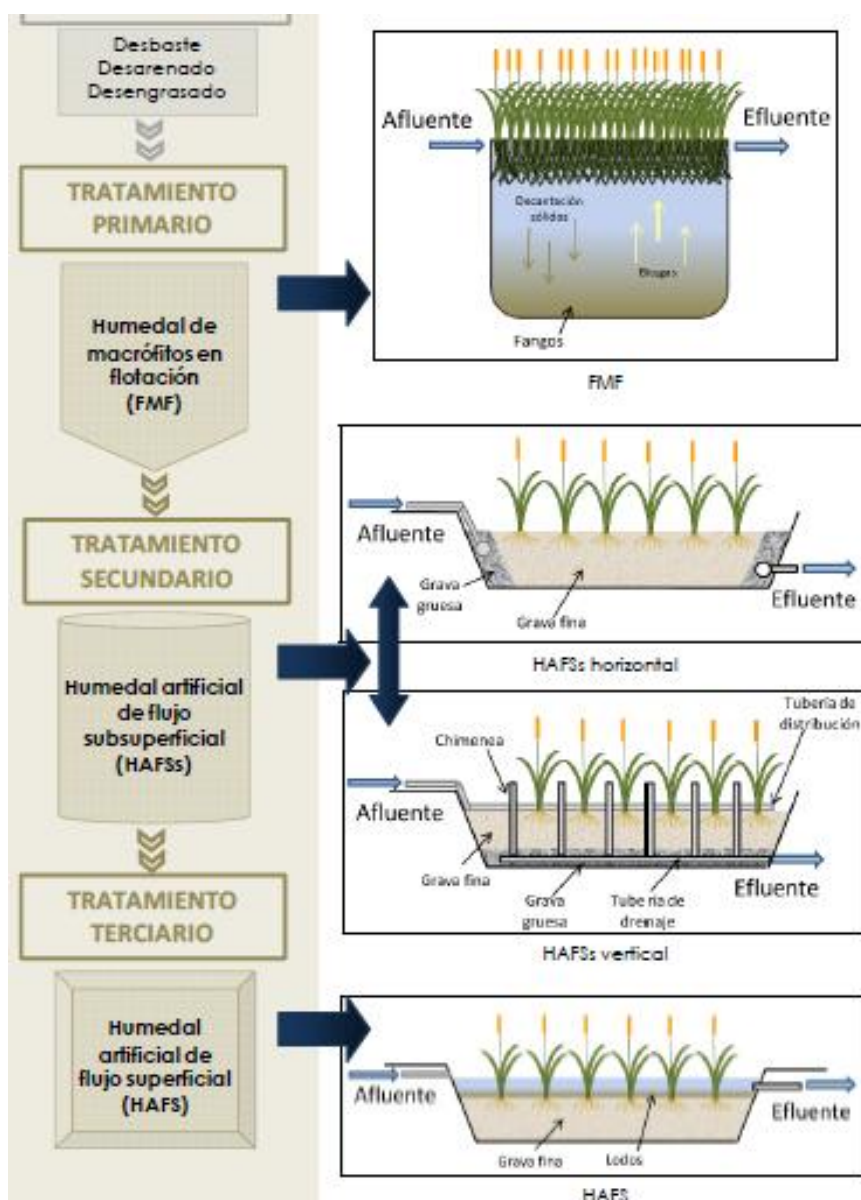 Desbaste
Desarenado
Desengrasado
TRATAMIENTO
PRIMARIO
Humedal de
macrófitos en
flotación
(FMF)
TRATAMIENTO
SECUNDARIO
Humedal artificial
de flujo
subsuperficial
(HAFSs)
TRATAMIENTO
TERCIARIO
Humedal
artificial de
flujo superficial
(HAFS)
Afluente
Efluente
Decantación
sólidos
Biogas
Fangos
FMF
Afluente
Grava
gruesa
Grava fina
Efluente
HAFSs horizontal
Tubería de
distribución
Chimenea
Afluente
Grava fina
Grava
gruesa
Tubería de
drenaje
Efluente
HAFSs vertical
Afluente
Efluente
Grava fina
Lodos
HAFS